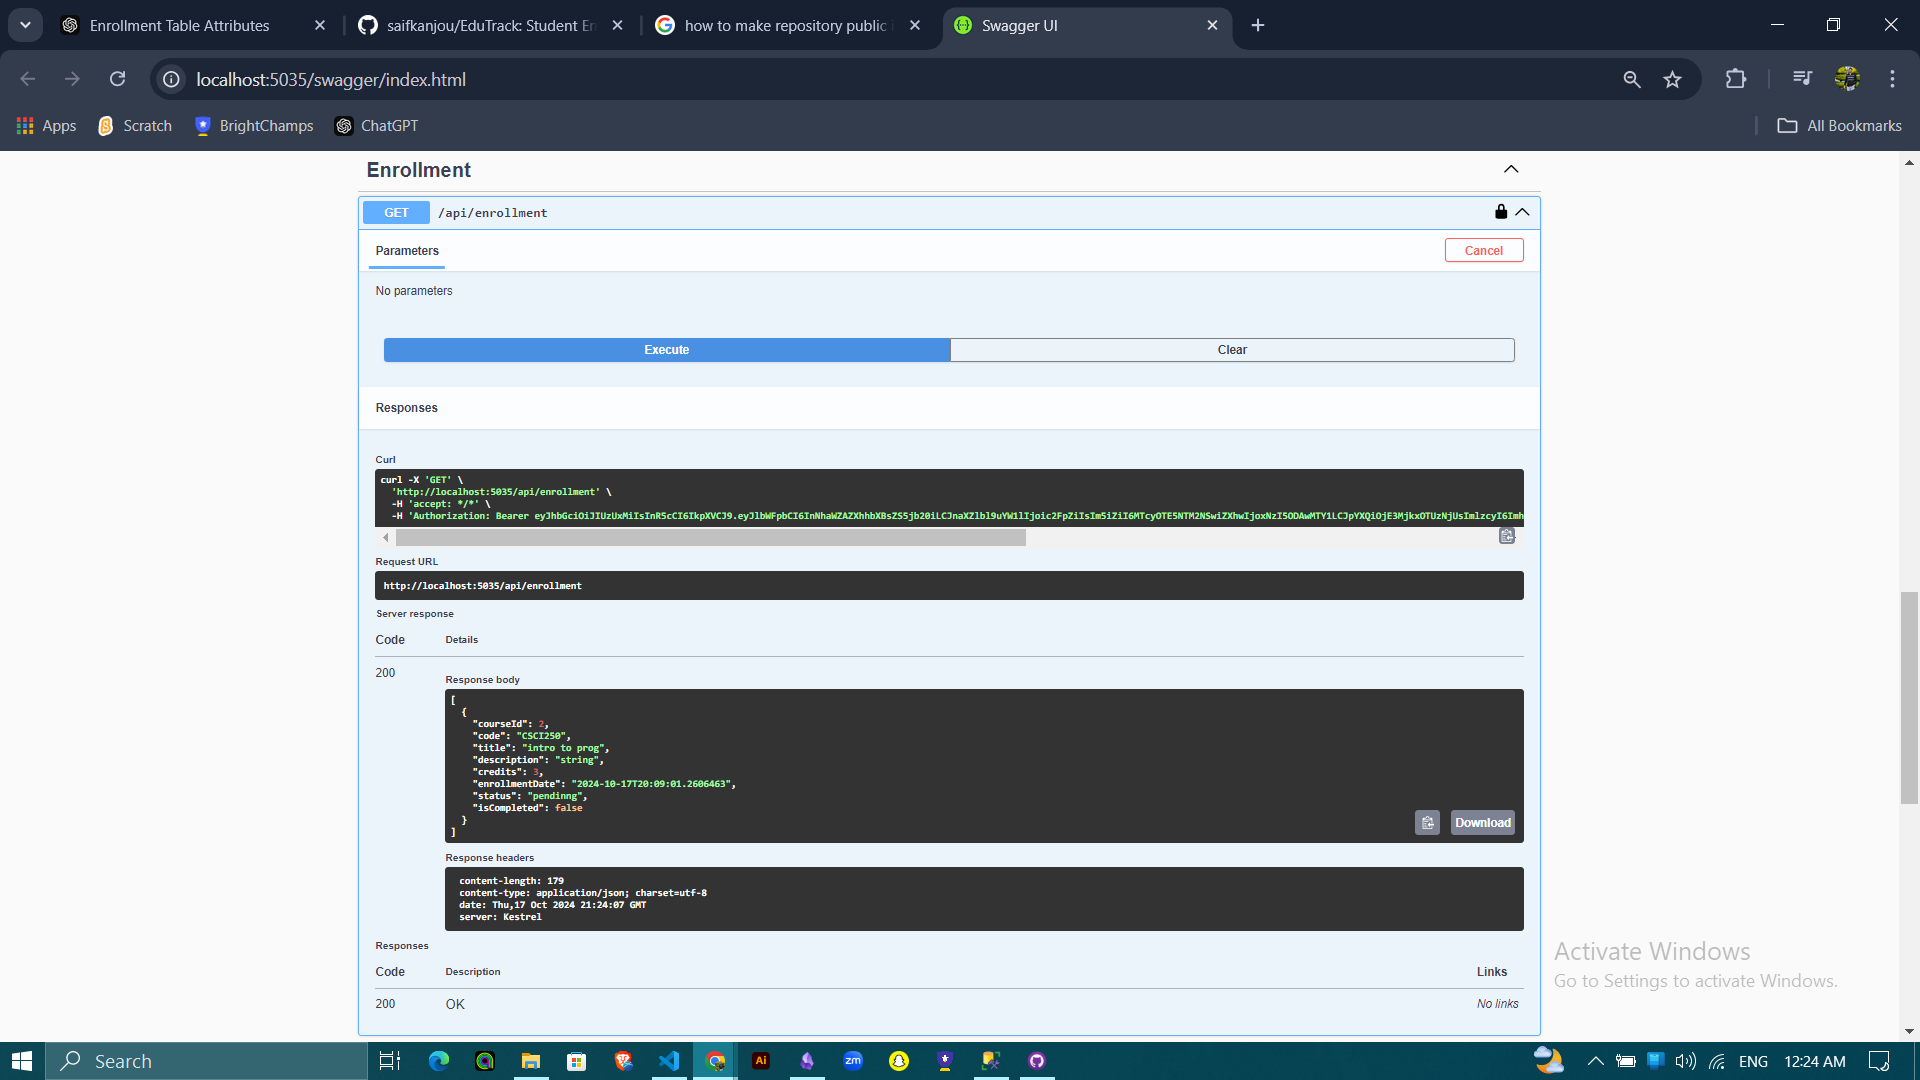 Enrollment Table Attributes
saifkanjou/EduTrack: Student En
how to make repository public i
Swagger UI
localhost:5035/swagger/index.html
Apps
Scratch
BrightChamps
ChatGPT
All Bookmarks
Enrollment
GET /api/enrollment
Parameters
Cancel
No parameters
Execute
Clear
Responses
Curl
curl -X 'GET' \
'http://localhost:5035/api/enrollment' \
-H 'accept: */*' \
-H 'Authorization: Bearer
Request URL
http://localhost:5035/api/enrollment
Server response
Code Details
200
Response body
[
{
"courseId": 2,
"code": "CSCI250",
"title": "intro to prog",
"description": "string",
"credits": 3,
"enrollmentDate": "2024-10-17T20:09:01.2606463",
"status": "pendinng",
"isCompleted": false
}
]
Download
Response headers
content-length: 179
content-type: application/json; charset=utf-8
date: Thu,17 Oct 2024 21:24:07 GMT
server: Kestrel
Responses
Code Description Links
200 OK No links
Activate Windows
Go to Settings to activate Windows.
Search
Ai
zm
ENG
12:24 AM